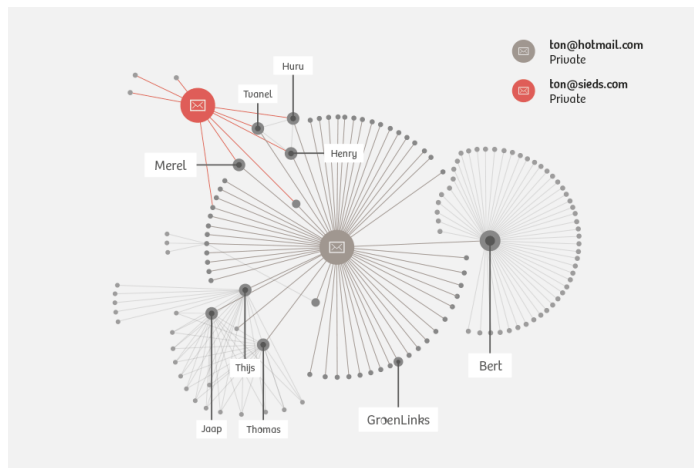 ton@hotmail.com
Private
ton@sieds.com
Private
Huru
Tuanel
Henry
Merel
Thijs
Bert
GroenLinks
Jaap
Thomas